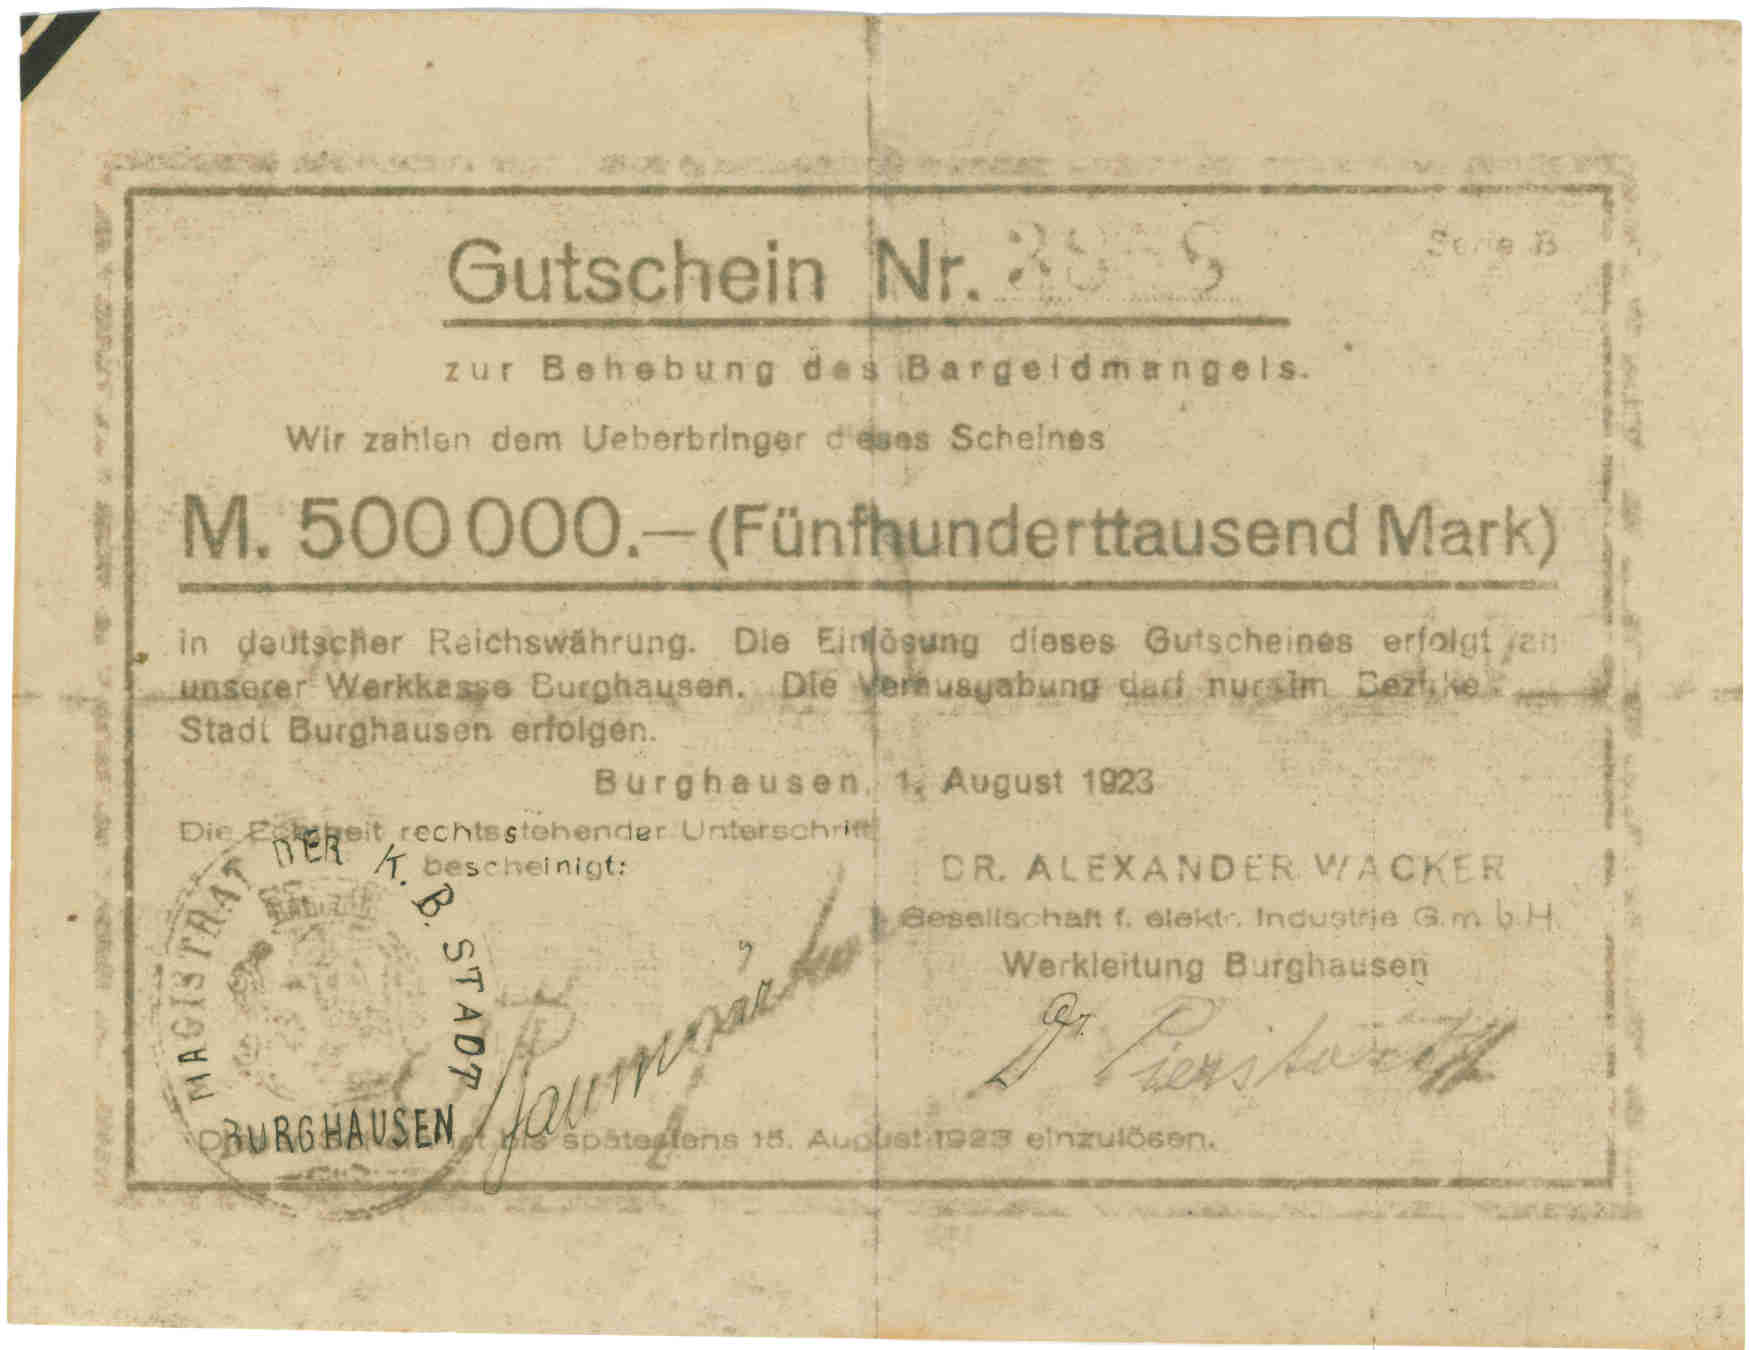 Serie B
Gutschein Nr.
zur Behebung des Bargeldmangels.
Wir zahlen dem Ueberbringer dieses Scheines
M. 500 000.— (Fünfhunderttausend Mark)
in deutscher Reichswährung. Die Einlösung dieses Gutscheines erfolgt an
unserer Werkkasse Burghausen. Die Verausgabung darf nur im Bezirke
Stadt Burghausen erfolgen.
Burghausen, 1. August 1923
Die Echtheit rechtsstehender Unterschrift
bescheinigt:
DR. ALEXANDER WACKER
Gesellschaft f. elektr. Industrie G. m. b. H.
Werkleitung Burghausen
MAGISTRAT DER K. B. STADT
BURGHAUSEN
Dr.
bis spätestens 15. August 1923 einzulösen.